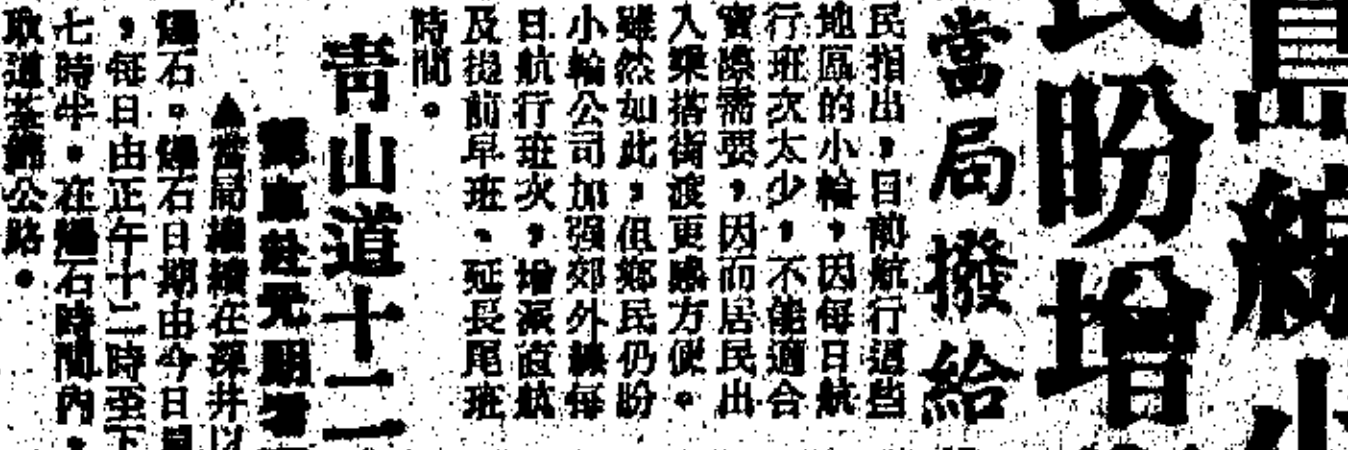 民盼增
當局撥給
民指出，日前航行這些
地區的小輪，因每日航
行班次太少，不能適合
實際需要，因而居民出
入乘搭街渡更感方便。
雖然如此，但鄉民仍盼
小輪公司加强郊外線每
日航行班次，增派直航
及提前早班、延長尾班
時間。
青山道十二
▲當局繼續在深井以
爆石。爆石日期由今日
，每日由正午十二時至下
七時半。在爆石時間內，
取道荃錦公路。